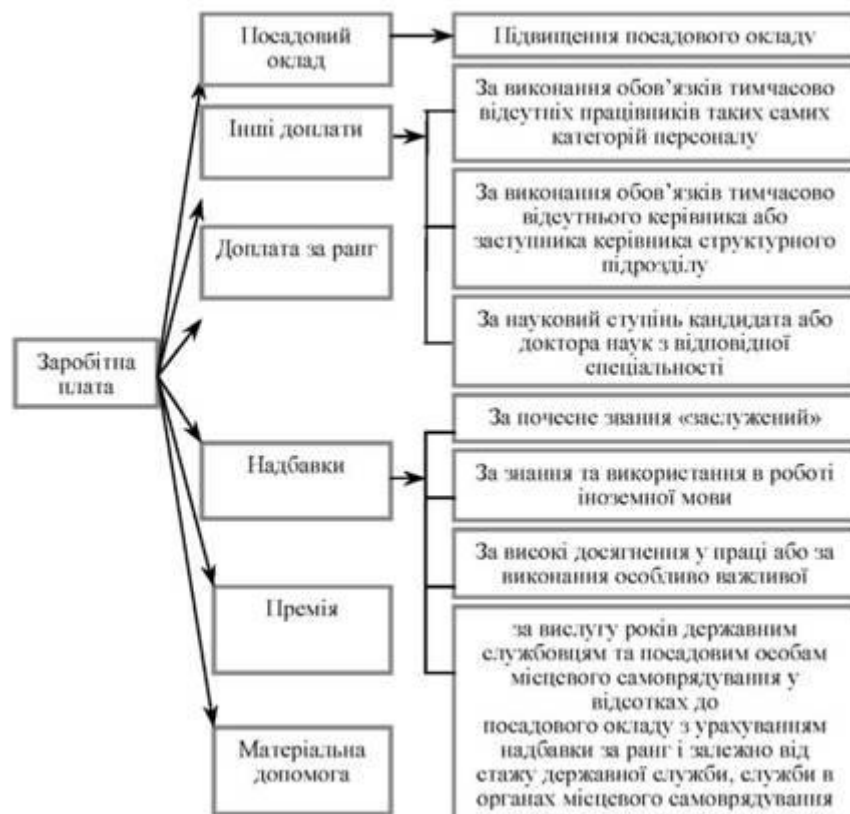 Посадовий
оклад
Підвищення посадового окладу
Інші доплати
За виконання обов’язків тимчасово
відсутніх працівників таких самих
категорій персоналу
За виконання обов’язків тимчасово
відсутнього керівника або
заступника керівника структурного
підрозділу
Доплата за ранг
За науковий ступінь кандидата або
доктора наук з відповідної
спеціальності
Заробітна
плата
Надбавки
За почесне звання «заслужений»
За знання та використання в роботі
іноземної мови
За високі досягнення у праці або за
виконання особливо важливої
Премія
за вислугу років державним
службовцям та посадовим особам
місцевого самоврядування у
відсотках до
посадового окладу з урахуванням
надбавки за ранг і залежно від
стажу державної служби, служби в
органах місцевого самоврядування
Матеріальна
допомога